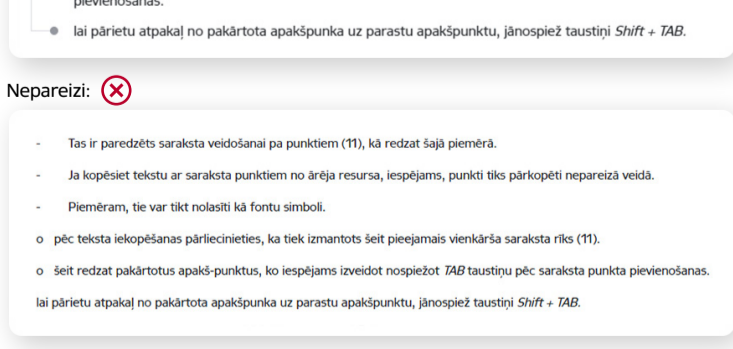 pievienošanas.
lai pārietu atpakaļ no pakārtota apakšpunka uz parastu apakšpunktu, jānospiež taustiņi Shift + TAB.
Nepareizi:
- Tas ir paredzēts saraksta veidošanai pa punktiem (11), kā redzat šajā piemērā.
- Ja kopēsiet tekstu ar saraksta punktiem no ārēja resursa, iespējams, punkti tiks pārkopēti nepareizā veidā.
- Piemēram, tie var tikt nolasīti kā fontu simboli.
o pēc teksta iekopēšanas pārliecinieties, ka tiek izmantots šeit pieejamais vienkārša saraksta rīks (11).
o šeit redzat pakārtotus apakš-punktus, ko iespējams izveidot nospiežot TAB taustiņu pēc saraksta punkta pievienošanas.
lai pārietu atpakaļ no pakārtota apakšpunka uz parastu apakšpunktu, jānospiež taustiņi Shift + TAB.